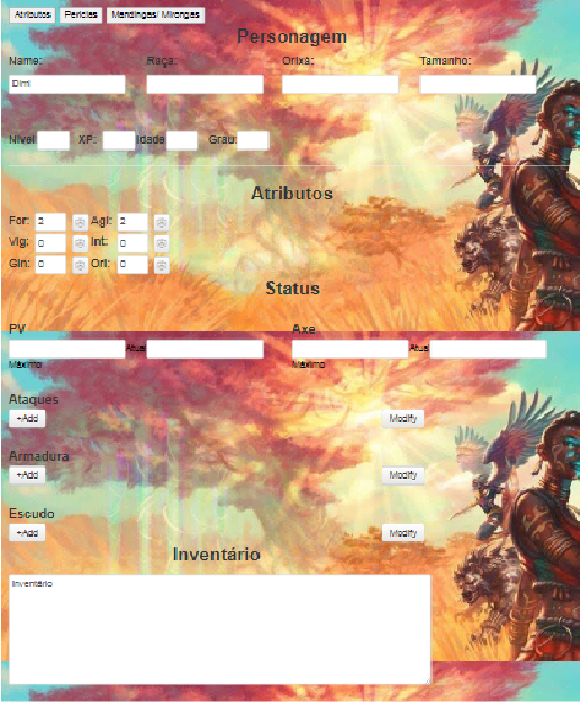 Atributos Perícias Mandingas/ Mirongas
Personagem
Name: Raça: Orixá: Tamanho:
Dimi
Nível XP: Idade Grau:
Atributos
For: 2 Agi: 2
Vig: 0 Int: 0
Gin: 0 Ori: 0
Status
PV Axe
Atual Atual
Máximo Máximo
Ataques
+Add Modify
Armadura
+Add Modify
Escudo
+Add Modify
Inventário
Inventário